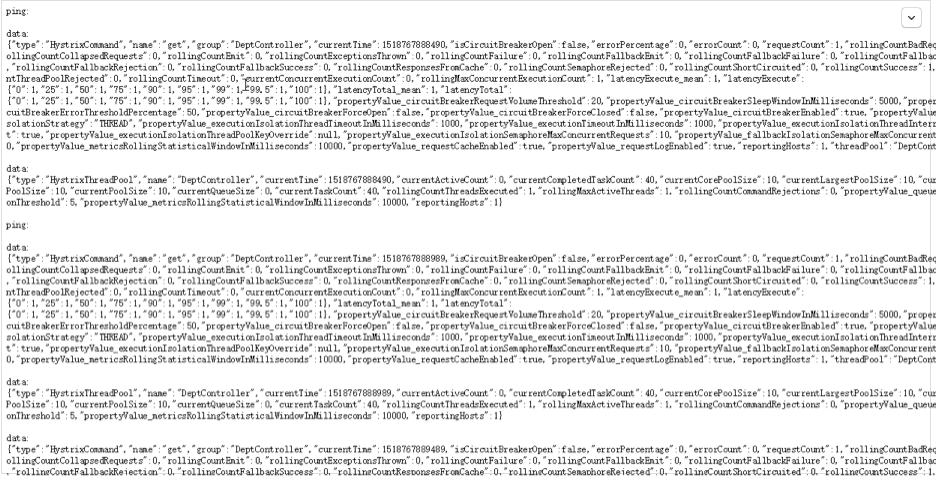 ping:
data:
{"type":"HystrixCommand","name":"get","group":"DeptController","currentTime":1518767888490,"isCircuitBreakerOpen":false,"errorPercentage":0,"errorCount":0,"requestCount":1,"rollingCountBadReq
ollingCountCollapsedRequests":0,"rollingCountEmit":0,"rollingCountExceptionsThrown":0,"rollingCountFailure":0,"rollingCountFallbackEmit":0,"rollingCountFallbackFailure":0,"rollingCountFallbac
,"rollingCountFallbackRejection":0,"rollingCountFallbackSuccess":0,"rollingCountResponsesFromCache":0,"rollingCountSemaphoreRejected":0,"rollingCountShortCircuited":0,"rollingCountSuccess":1,
ntThreadPoolRejected":0,"rollingCountTimeout":0,"currentConcurrentExecutionCount":0,"rollingMaxConcurrentExecutionCount":1,"latencyExecute_mean":1,"latencyExecute":
{"0":1,"25":1,"50":1,"75":1,"90":1,"95":1,"99":1,"99.5":1,"100":1},"latencyTotal_mean":1,"latencyTotal":
{"0":1,"25":1,"50":1,"75":1,"90":1,"95":1,"99":1,"99.5":1,"100":1},"propertyValue_circuitBreakerRequestVolumeThreshold":20,"propertyValue_circuitBreakerSleepWindowInMilliseconds":5000,"proper
cuitBreakerErrorThresholdPercentage":50,"propertyValue_circuitBreakerForceOpen":false,"propertyValue_circuitBreakerForceClosed":false,"propertyValue_circuitBreakerEnabled":true,"propertyValue
solationStrategy":"THREAD","propertyValue_executionIsolationThreadTimeoutInMilliseconds":1000,"propertyValue_executionTimeoutInMilliseconds":1000,"propertyValue_executionIsolationThreadInterr
t":true,"propertyValue_executionIsolationThreadPoolKeyOverride":null,"propertyValue_executionIsolationSemaphoreMaxConcurrentRequests":10,"propertyValue_fallbackIsolationSemaphoreMaxConcurrent
0,"propertyValue_metricsRollingStatisticalWindowInMilliseconds":10000,"propertyValue_requestCacheEnabled":true,"propertyValue_requestLogEnabled":true,"reportingHosts":1,"threadPool":"DeptCont
data:
{"type":"HystrixThreadPool","name":"DeptController","currentTime":1518767888490,"currentActiveCount":0,"currentCompletedTaskCount":40,"currentCorePoolSize":10,"currentLargestPoolSize":10,"cur
PoolSize":10,"currentPoolSize":10,"currentQueueSize":0,"currentTaskCount":40,"rollingCountThreadsExecuted":1,"rollingMaxActiveThreads":1,"rollingCountCommandRejections":0,"propertyValue_queue
onThreshold":5,"propertyValue_metricsRollingStatisticalWindowInMilliseconds":10000,"reportingHosts":1}
ping:
data:
{"type":"HystrixCommand","name":"get","group":"DeptController","currentTime":1518767888989,"isCircuitBreakerOpen":false,"errorPercentage":0,"errorCount":0,"requestCount":1,"rollingCountBadReq
ollingCountCollapsedRequests":0,"rollingCountEmit":0,"rollingCountExceptionsThrown":0,"rollingCountFailure":0,"rollingCountFallbackEmit":0,"rollingCountFallbackFailure":0,"rollingCountFallbac
,"rollingCountFallbackRejection":0,"rollingCountFallbackSuccess":0,"rollingCountResponsesFromCache":0,"rollingCountSemaphoreRejected":0,"rollingCountShortCircuited":0,"rollingCountSuccess":1,
ntThreadPoolRejected":0,"rollingCountTimeout":0,"currentConcurrentExecutionCount":0,"rollingMaxConcurrentExecutionCount":1,"latencyExecute_mean":1,"latencyExecute":
{"0":1,"25":1,"50":1,"75":1,"90":1,"95":1,"99":1,"99.5":1,"100":1},"latencyTotal_mean":1,"latencyTotal":
{"0":1,"25":1,"50":1,"75":1,"90":1,"95":1,"99":1,"99.5":1,"100":1},"propertyValue_circuitBreakerRequestVolumeThreshold":20,"propertyValue_circuitBreakerSleepWindowInMilliseconds":5000,"proper
cuitBreakerErrorThresholdPercentage":50,"propertyValue_circuitBreakerForceOpen":false,"propertyValue_circuitBreakerForceClosed":false,"propertyValue_circuitBreakerEnabled":true,"propertyValue
solationStrategy":"THREAD","propertyValue_executionIsolationThreadTimeoutInMilliseconds":1000,"propertyValue_executionTimeoutInMilliseconds":1000,"propertyValue_executionIsolationThreadInterr
t":true,"propertyValue_executionIsolationThreadPoolKeyOverride":null,"propertyValue_executionIsolationSemaphoreMaxConcurrentRequests":10,"propertyValue_fallbackIsolationSemaphoreMaxConcurrent
0,"propertyValue_metricsRollingStatisticalWindowInMilliseconds":10000,"propertyValue_requestCacheEnabled":true,"propertyValue_requestLogEnabled":true,"reportingHosts":1,"threadPool":"DeptCont
data:
{"type":"HystrixThreadPool","name":"DeptController","currentTime":1518767888989,"currentActiveCount":0,"currentCompletedTaskCount":40,"currentCorePoolSize":10,"currentLargestPoolSize":10,"cur
PoolSize":10,"currentPoolSize":10,"currentQueueSize":0,"currentTaskCount":40,"rollingCountThreadsExecuted":1,"rollingMaxActiveThreads":1,"rollingCountCommandRejections":0,"propertyValue_queue
onThreshold":5,"propertyValue_metricsRollingStatisticalWindowInMilliseconds":10000,"reportingHosts":1}
data:
{"type":"HystrixCommand","name":"get","group":"DeptController","currentTime":1518767889489,"isCircuitBreakerOpen":false,"errorPercentage":0,"errorCount":0,"requestCount":1,"rollingCountBadReq
ollingCountCollapsedRequests":0,"rollingCountEmit":0,"rollingCountExceptionsThrown":0,"rollingCountFailure":0,"rollingCountFallbackEmit":0,"rollingCountFallbackFailure":0,"rollingCountFallbac
,"rollingCountFallbackRejection":0,"rollingCountFallbackSuccess":0,"rollingCountResponsesFromCache":0,"rollingCountSemaphoreRejected":0,"rollingCountShortCircuited":0,"rollingCountSuccess":1,